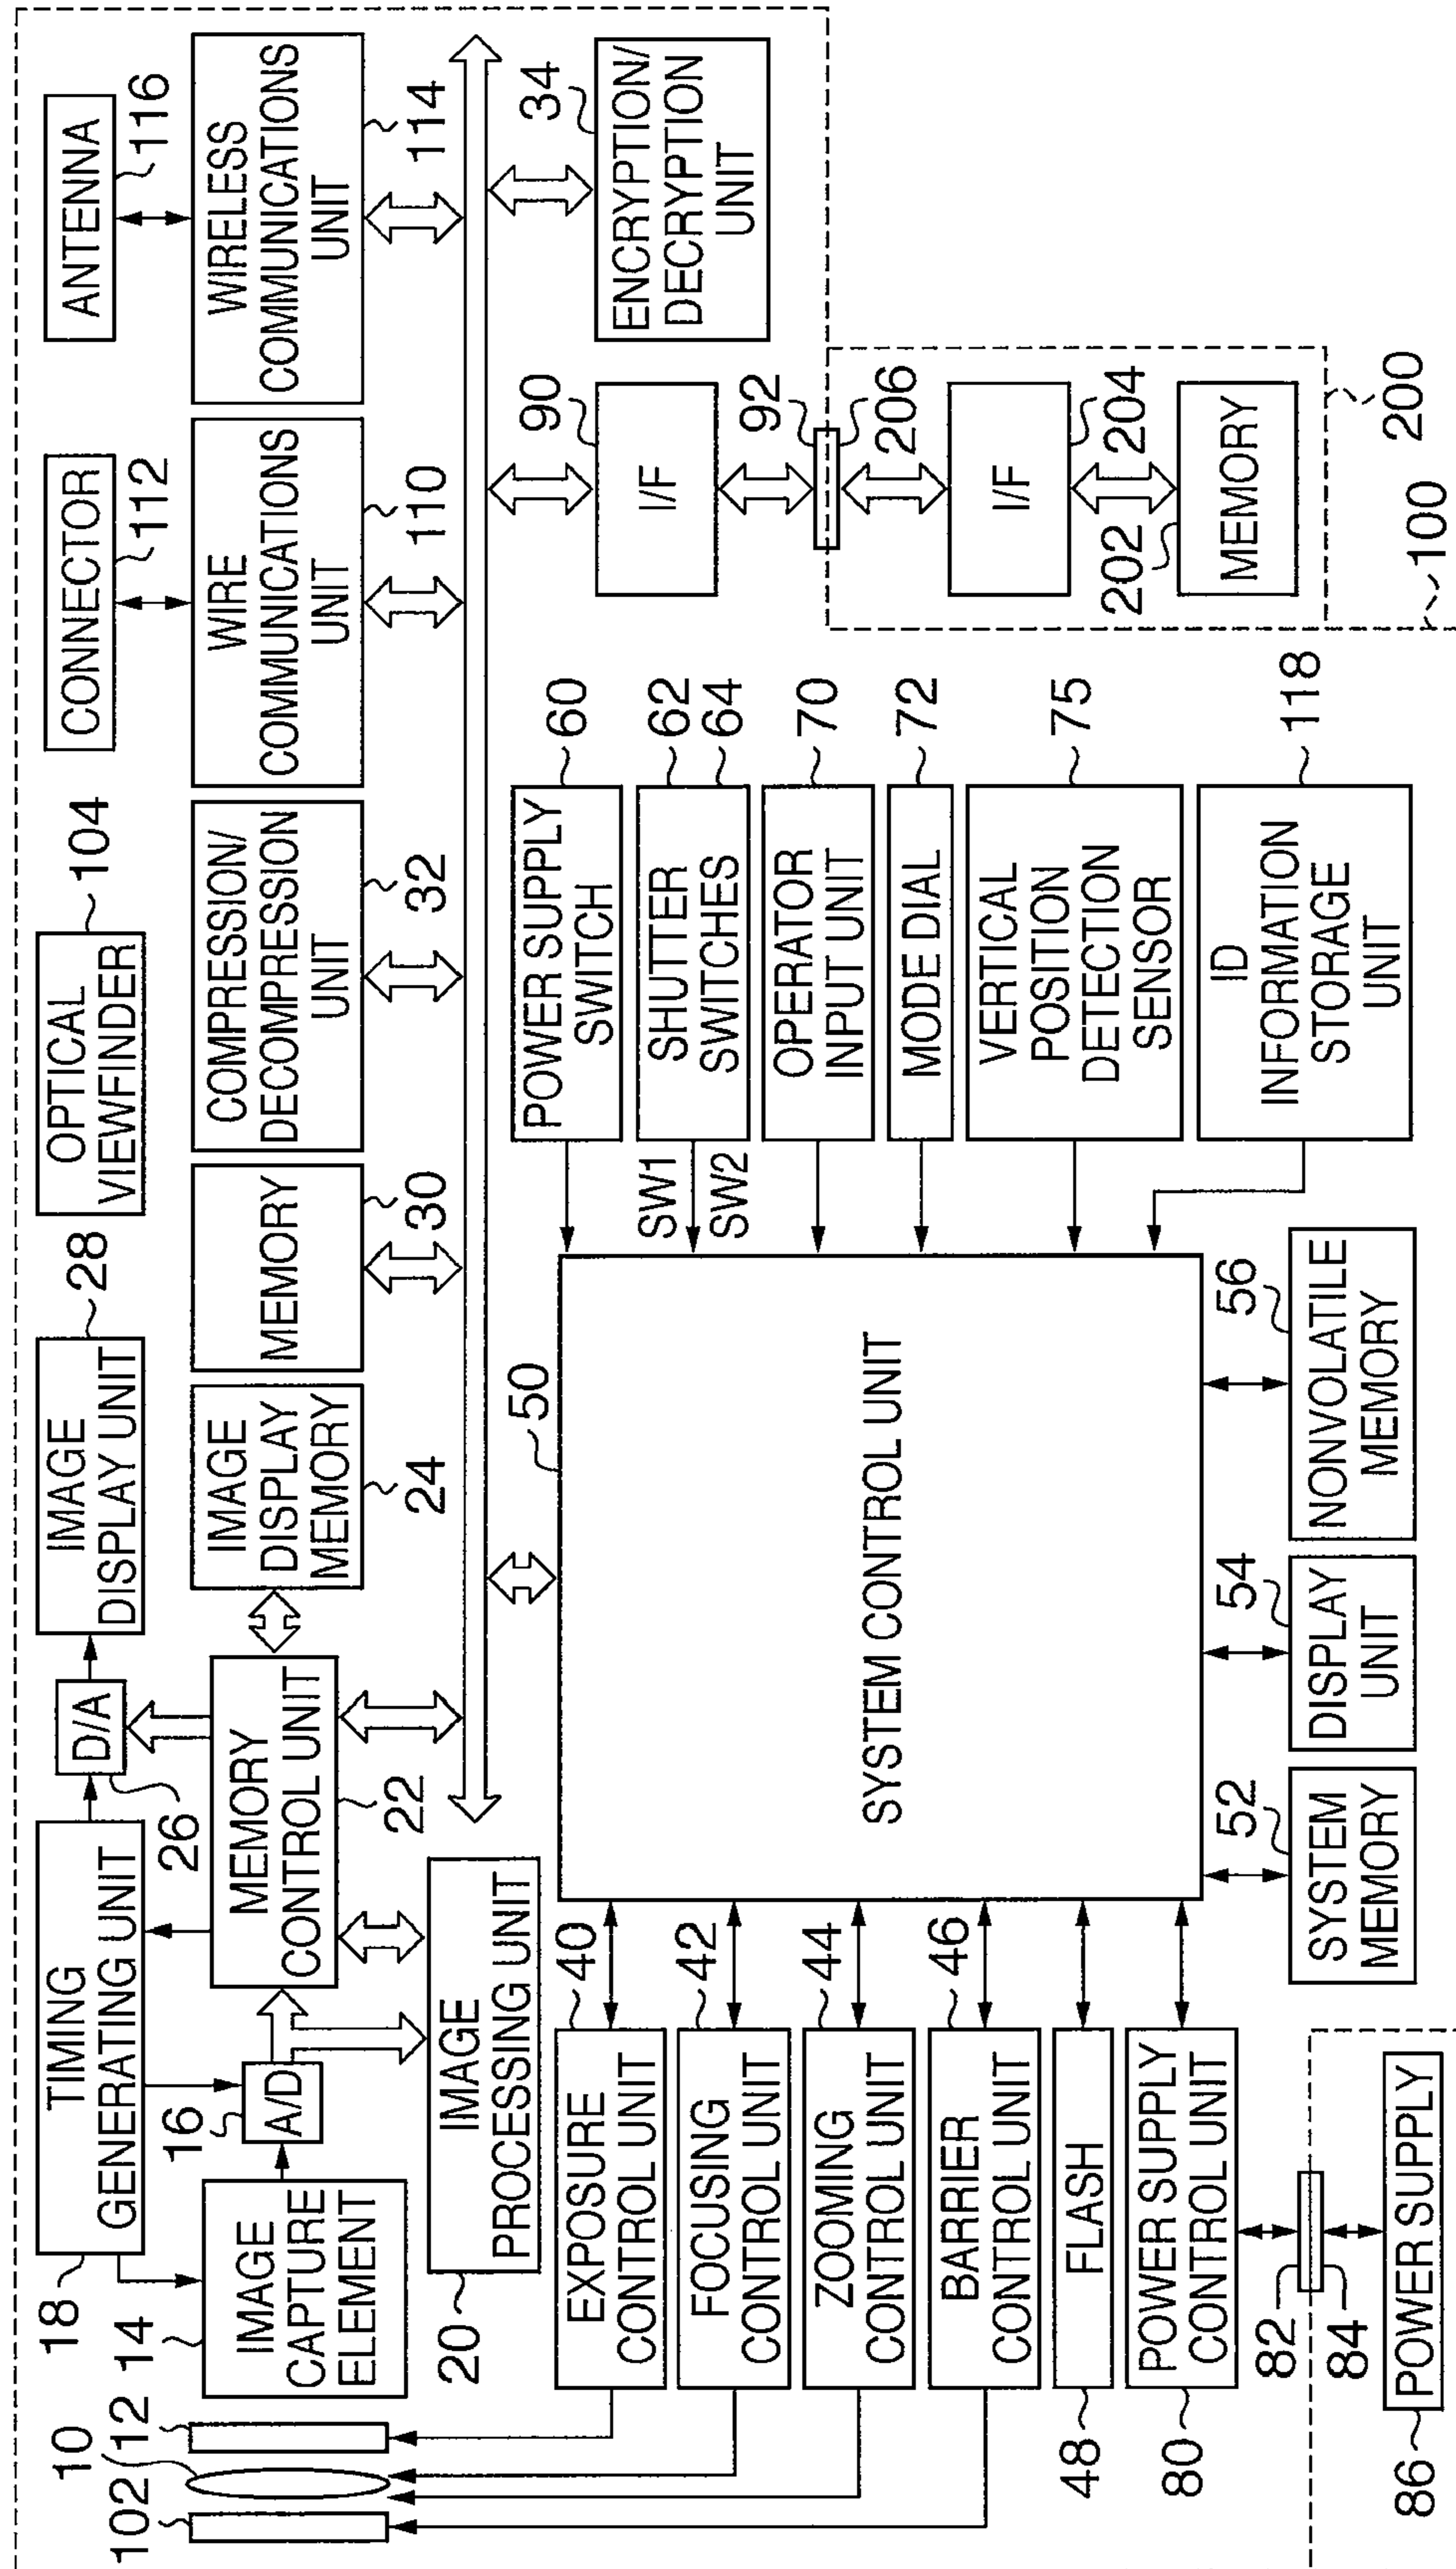 102
10
12
14
18
IMAGE
CAPTURE
ELEMENT
TIMING
GENERATING UNIT
16
A/D
20
IMAGE
PROCESSING UNIT
26
D/A
MEMORY
CONTROL UNIT
22
IMAGE
DISPLAY UNIT
28
IMAGE
DISPLAY
MEMORY
24
MEMORY
30
OPTICAL
VIEWFINDER
104
COMPRESSION/
DECOMPRESSION
UNIT
32
CONNECTOR
112
WIRE
COMMUNICATIONS
UNIT
110
ANTENNA
116
WIRELESS
COMMUNICATIONS
UNIT
114
34
ENCRYPTION/
DECRYPTION
UNIT
90
I/F
92
206
I/F
204
202
MEMORY
200
100
EXPOSURE
CONTROL UNIT
40
FOCUSING
CONTROL UNIT
42
ZOOMING
CONTROL UNIT
44
BARRIER
CONTROL UNIT
46
FLASH
48
POWER SUPPLY
CONTROL UNIT
80
82
84
POWER SUPPLY
86
50
SYSTEM CONTROL UNIT
POWER SUPPLY
SWITCH
60
SW1
SW2
SHUTTER
SWITCHES
62
64
OPERATOR
INPUT UNIT
70
MODE DIAL
72
VERTICAL
POSITION
DETECTION
SENSOR
75
ID
INFORMATION
STORAGE
UNIT
118
52
SYSTEM
MEMORY
54
DISPLAY
UNIT
56
NONVOLATILE
MEMORY